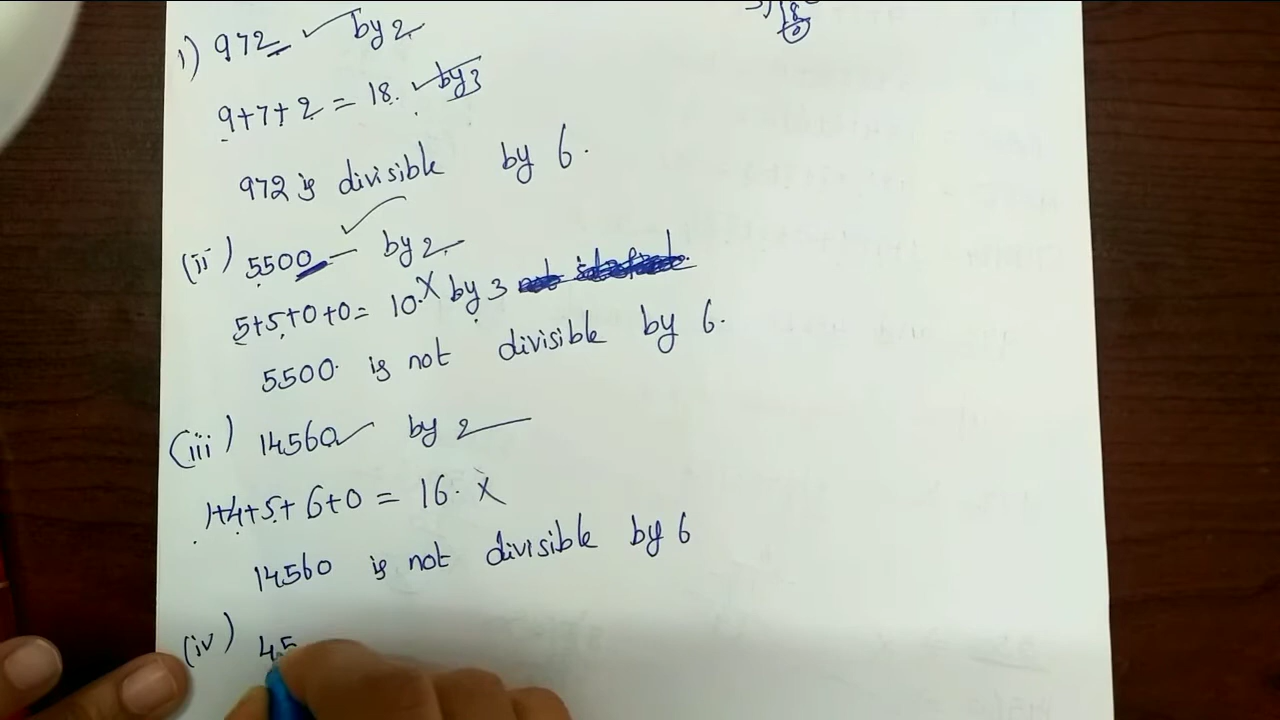 i) 972 ✓ by 2
9+7+2 = 18. ✓ by 3
972 is divisible by 6.
(ii) 5500 ✓ — by 2
5+5+0+0 = 10. X by 3
5500 is not divisible by 6.
(iii) 14560 ✓ by 2
1+4+5+6+0 = 16. X
14560 is not divisible by 6
(iv) 45